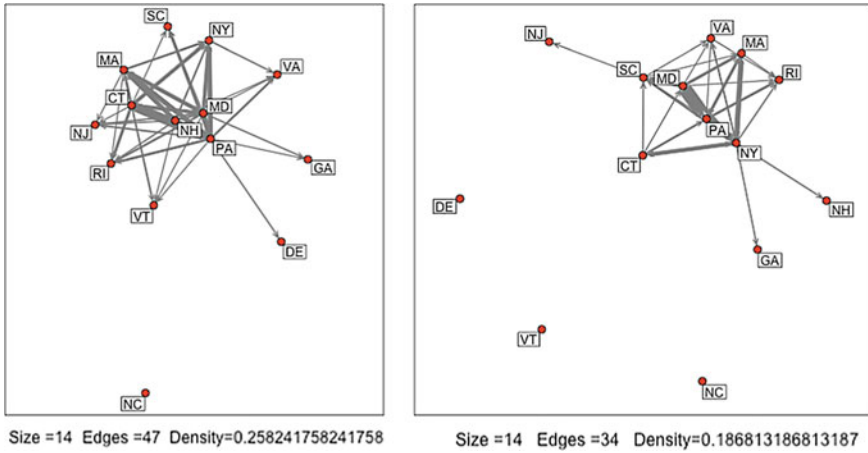 SC
NY
MA
VA
CT
MD
NJ
NH
PA
RI
GA
VT
DE
NC
Size =14 Edges =47 Density=0.258241758241758
NJ
VA
MA
SC
MD
RI
PA
CT
NY
DE
NH
GA
VT
NC
Size =14 Edges =34 Density=0.186813186813187